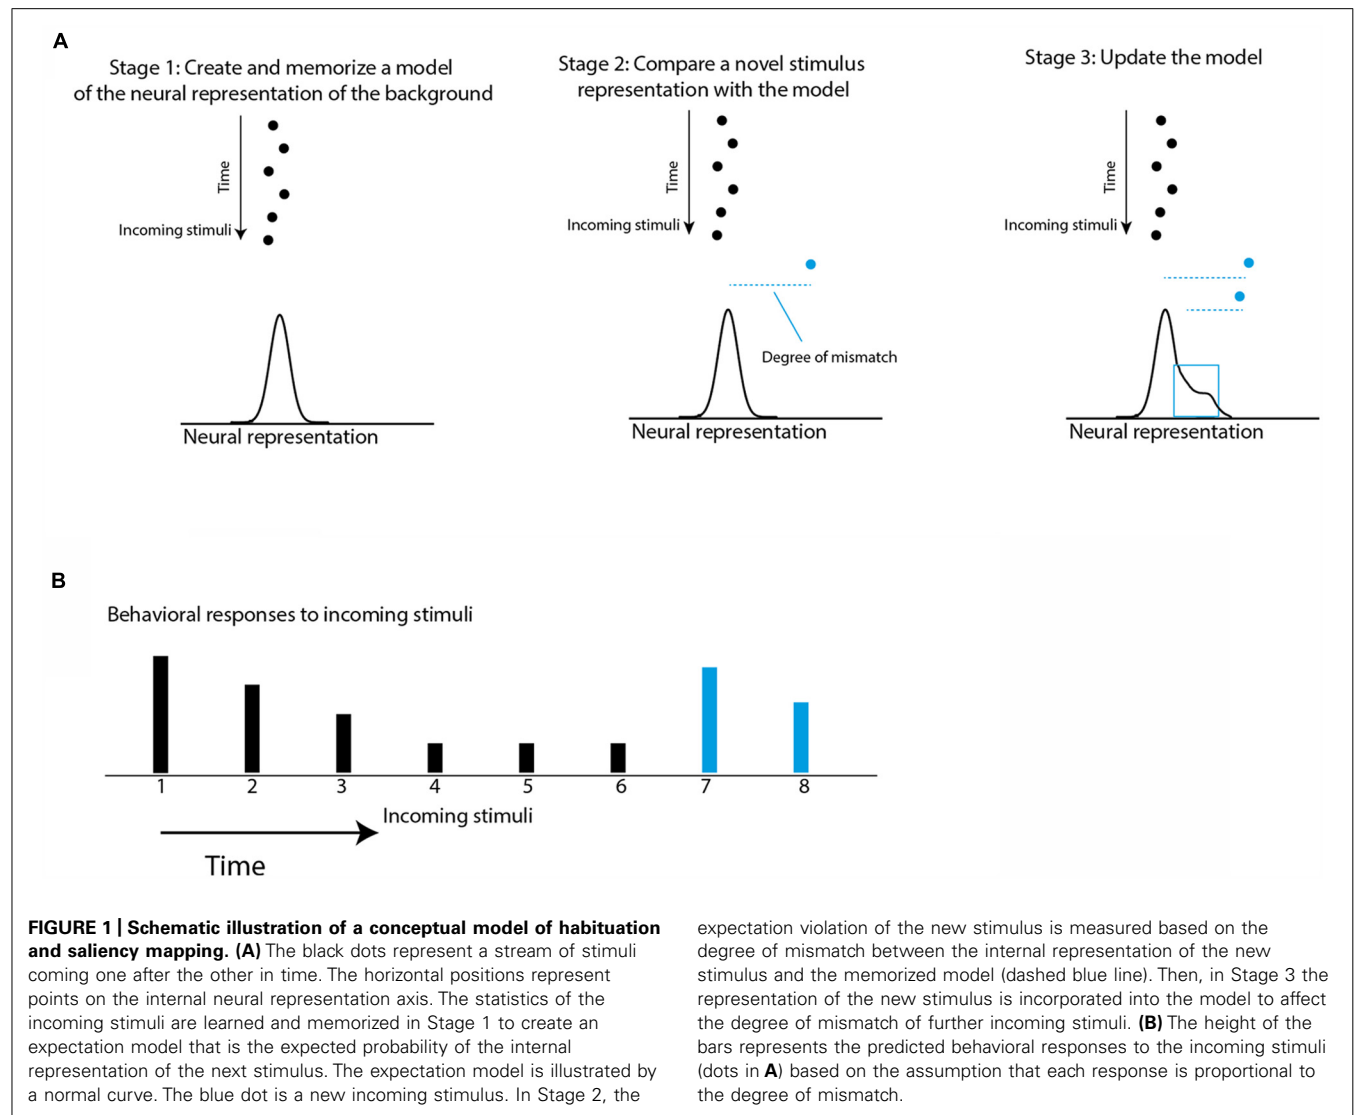 A
Stage 1: Create and memorize a model
of the neural representation of the background
Time
Incoming stimuli
Neural representation
Stage 2: Compare a novel stimulus
representation with the model
Time
Incoming stimuli
Degree of mismatch
Neural representation
Stage 3: Update the model
Time
Incoming stimuli
Neural representation
B
Behavioral responses to incoming stimuli
1 2 3 4 5 6 7 8
Incoming stimuli
Time
FIGURE 1 | Schematic illustration of a conceptual model of habituation
and saliency mapping. (A) The black dots represent a stream of stimuli
coming one after the other in time. The horizontal positions represent
points on the internal neural representation axis. The statistics of the
incoming stimuli are learned and memorized in Stage 1 to create an
expectation model that is the expected probability of the internal
representation of the next stimulus. The expectation model is illustrated by
a normal curve. The blue dot is a new incoming stimulus. In Stage 2, the
expectation violation of the new stimulus is measured based on the
degree of mismatch between the internal representation of the new
stimulus and the memorized model (dashed blue line). Then, in Stage 3 the
representation of the new stimulus is incorporated into the model to affect
the degree of mismatch of further incoming stimuli. (B) The height of the
bars represents the predicted behavioral responses to the incoming stimuli
(dots in A) based on the assumption that each response is proportional to
the degree of mismatch.